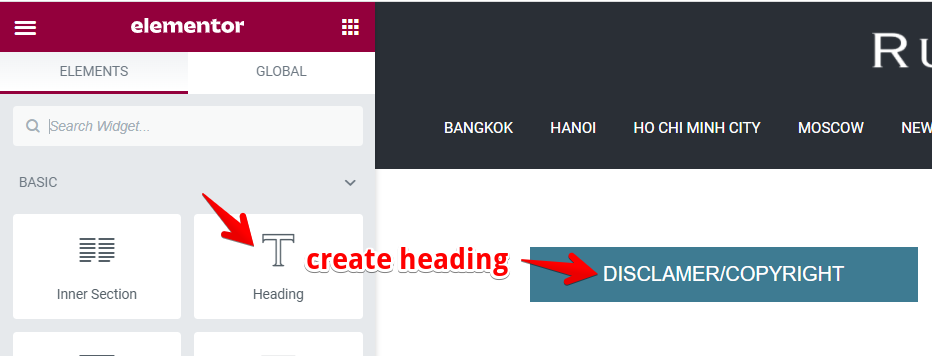 elementor
ELEMENTS
GLOBAL
Search Widget...
BASIC
Inner Section
Heading
create heading
BANGKOK
HANOI
HO CHI MINH CITY
MOSCOW
NEW
DISCLAMER/COPYRIGHT